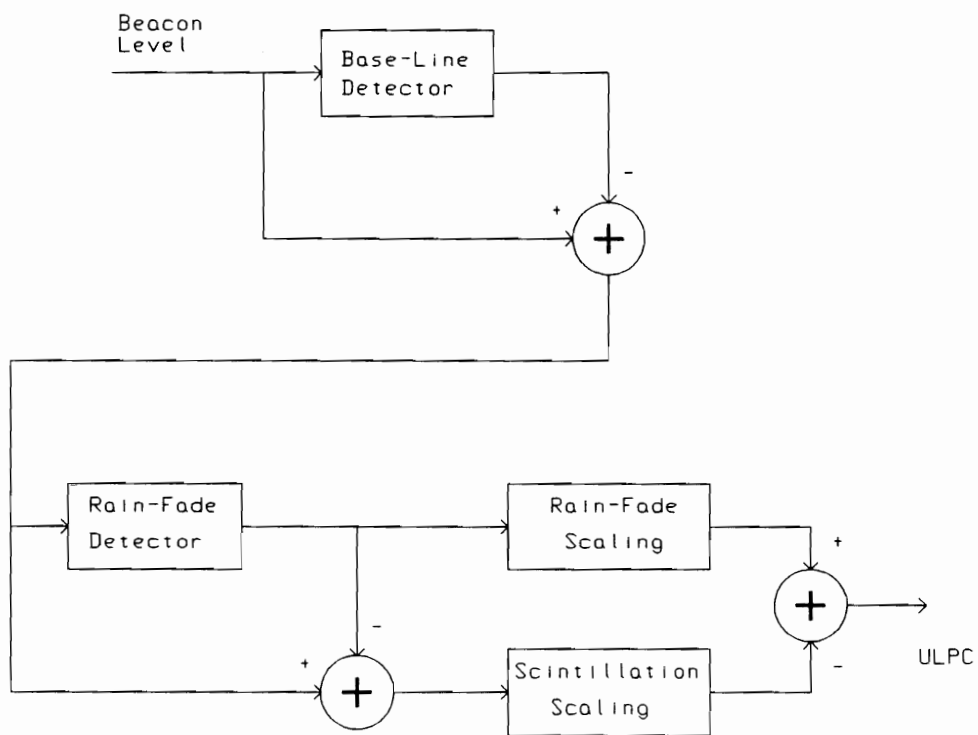 Beacon
Level
Base-Line
Detector
-
+
+
Rain-Fade
Detector
Rain-Fade
Scaling
+
-
+
+
+
Scintillation
Scaling
-
ULPC